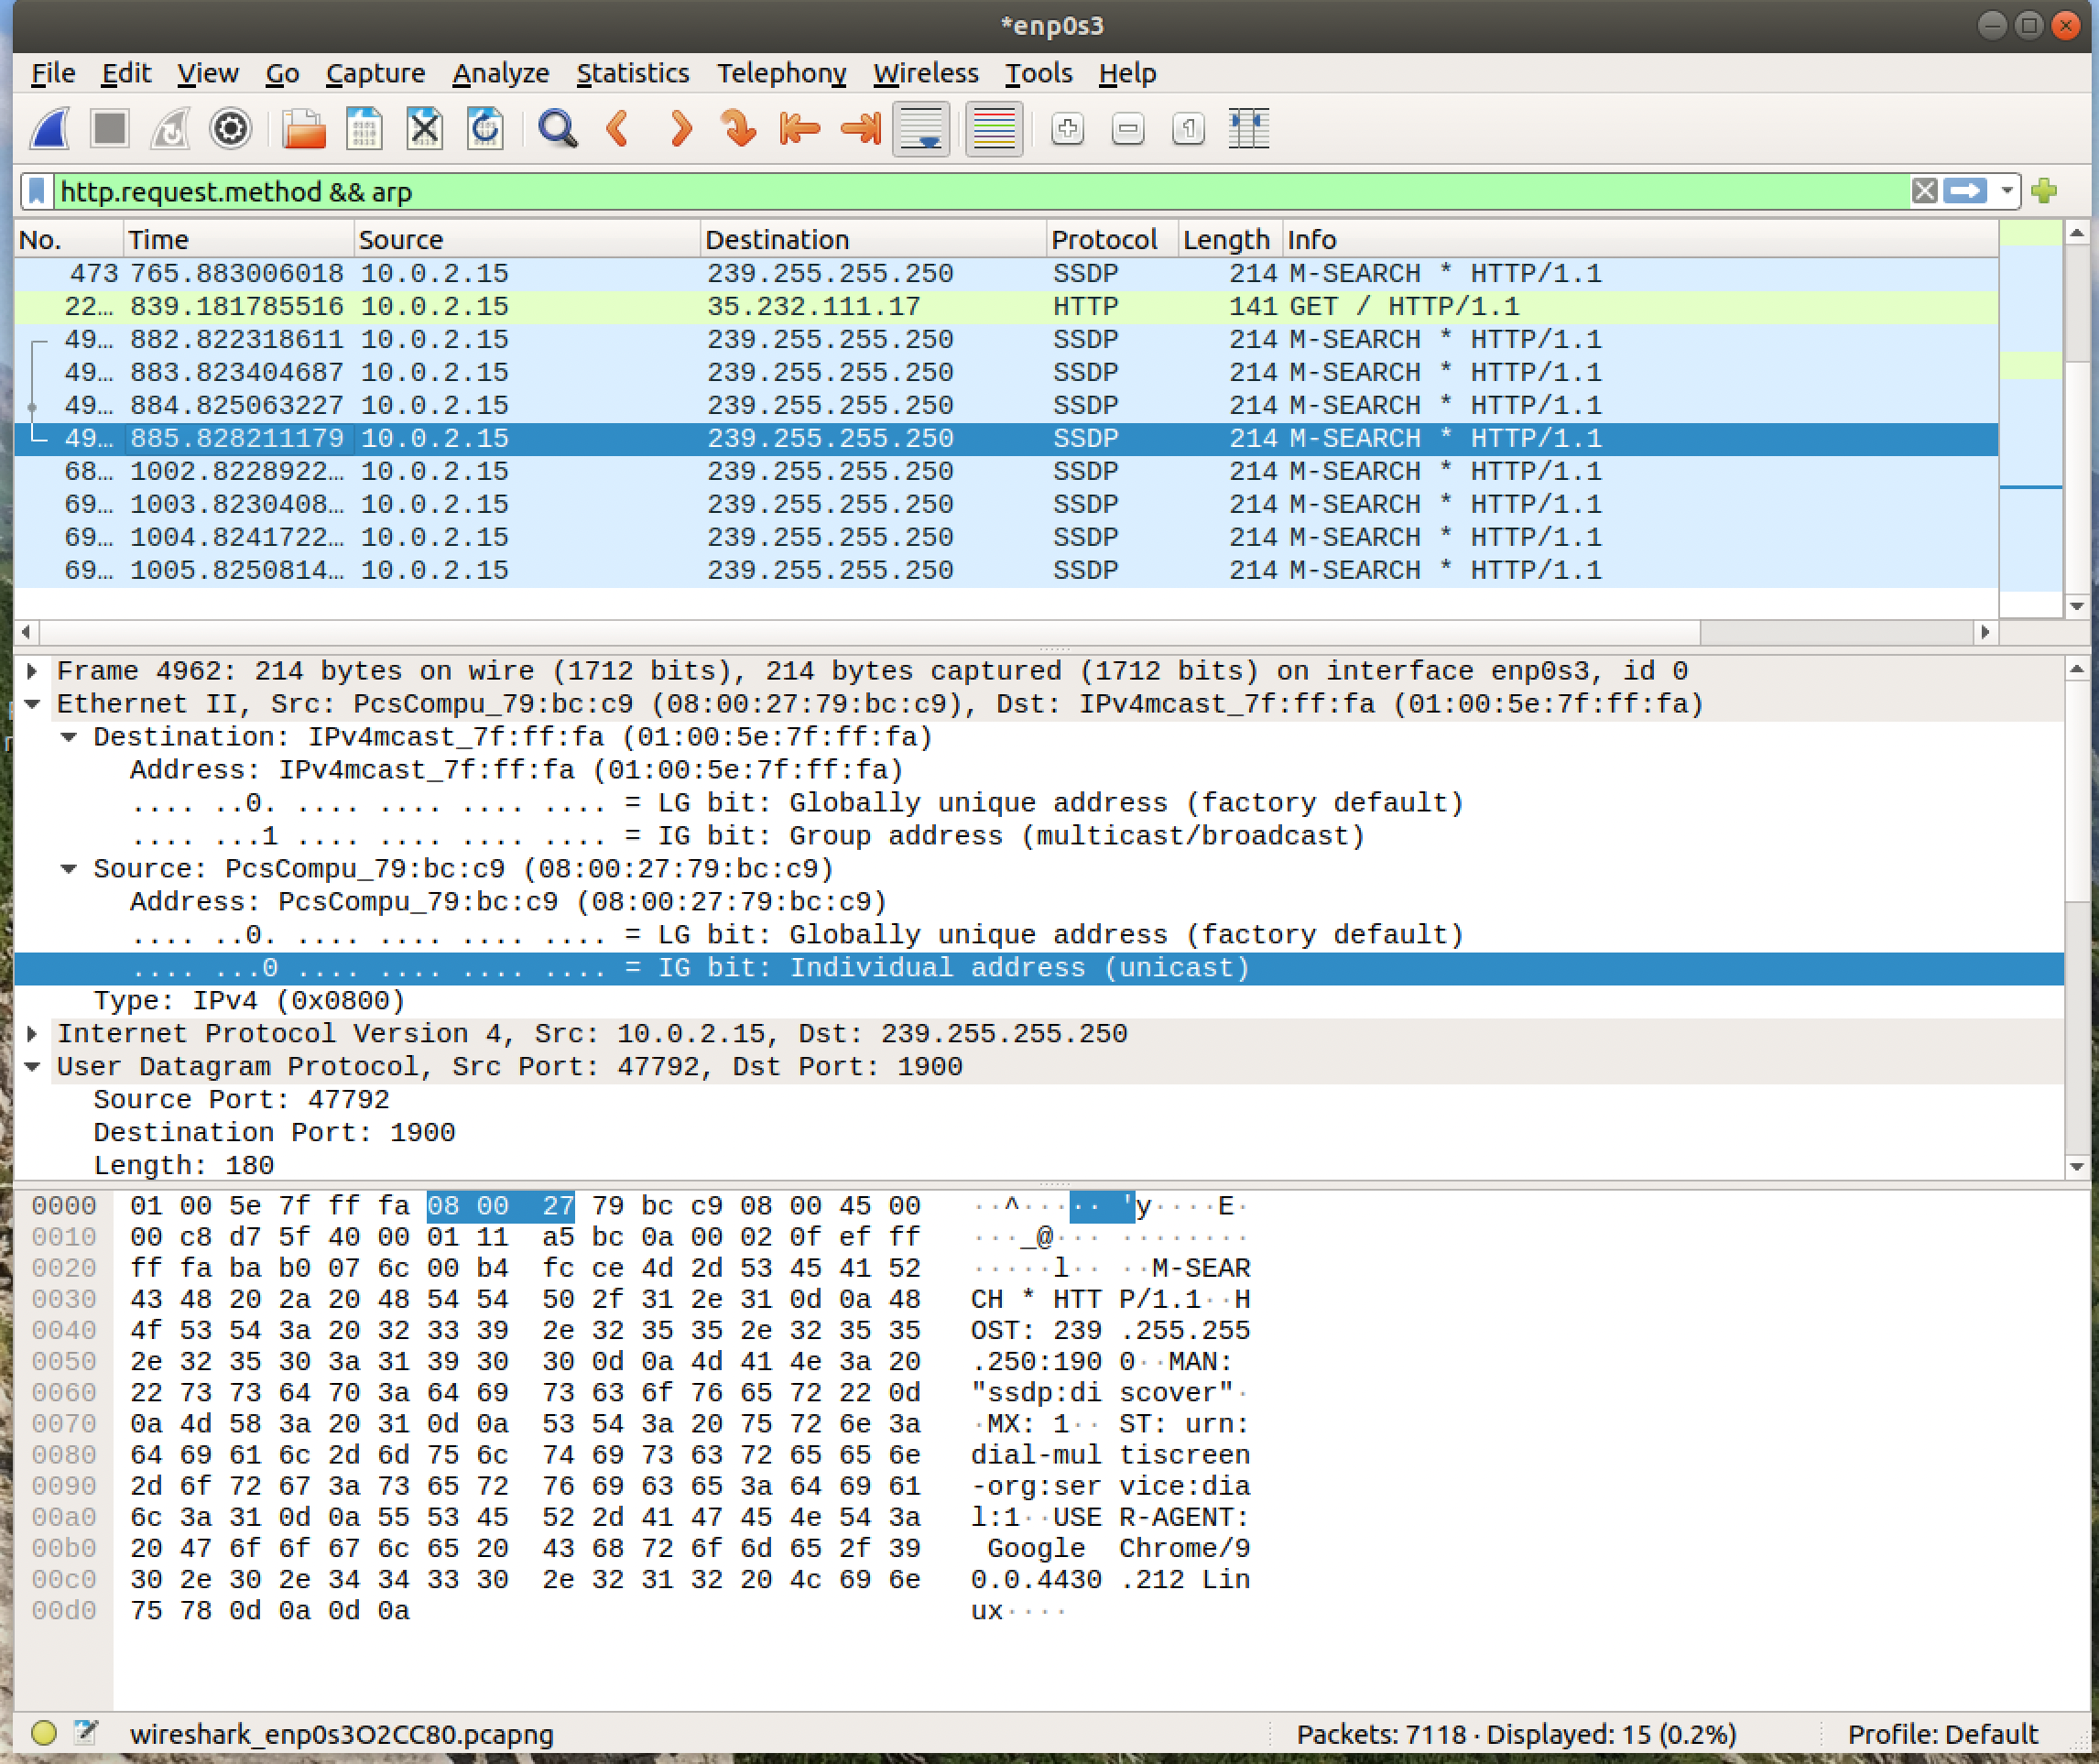 *enp0s3
File Edit View Go Capture Analyze Statistics Telephony Wireless Tools Help
http.request.method && arp
No. Time Source Destination Protocol Length Info
473 765.883006018 10.0.2.15 239.255.255.250 SSDP 214 M-SEARCH * HTTP/1.1
22… 839.181785516 10.0.2.15 35.232.111.17 HTTP 141 GET / HTTP/1.1
49… 882.822318611 10.0.2.15 239.255.255.250 SSDP 214 M-SEARCH * HTTP/1.1
49… 883.823404687 10.0.2.15 239.255.255.250 SSDP 214 M-SEARCH * HTTP/1.1
49… 884.825063227 10.0.2.15 239.255.255.250 SSDP 214 M-SEARCH * HTTP/1.1
49… 885.828211179 10.0.2.15 239.255.255.250 SSDP 214 M-SEARCH * HTTP/1.1
68… 1002.8228922… 10.0.2.15 239.255.255.250 SSDP 214 M-SEARCH * HTTP/1.1
69… 1003.8230408… 10.0.2.15 239.255.255.250 SSDP 214 M-SEARCH * HTTP/1.1
69… 1004.8241722… 10.0.2.15 239.255.255.250 SSDP 214 M-SEARCH * HTTP/1.1
69… 1005.8250814… 10.0.2.15 239.255.255.250 SSDP 214 M-SEARCH * HTTP/1.1
Frame 4962: 214 bytes on wire (1712 bits), 214 bytes captured (1712 bits) on interface enp0s3, id 0
Ethernet II, Src: PcsCompu_79:bc:c9 (08:00:27:79:bc:c9), Dst: IPv4mcast_7f:ff:fa (01:00:5e:7f:ff:fa)
Destination: IPv4mcast_7f:ff:fa (01:00:5e:7f:ff:fa)
Address: IPv4mcast_7f:ff:fa (01:00:5e:7f:ff:fa)
.... ..0. .... .... .... .... = LG bit: Globally unique address (factory default)
.... ...1 .... .... .... .... = IG bit: Group address (multicast/broadcast)
Source: PcsCompu_79:bc:c9 (08:00:27:79:bc:c9)
Address: PcsCompu_79:bc:c9 (08:00:27:79:bc:c9)
.... ..0. .... .... .... .... = LG bit: Globally unique address (factory default)
.... ...0 .... .... .... .... = IG bit: Individual address (unicast)
Type: IPv4 (0x0800)
Internet Protocol Version 4, Src: 10.0.2.15, Dst: 239.255.255.250
User Datagram Protocol, Src Port: 47792, Dst Port: 1900
Source Port: 47792
Destination Port: 1900
Length: 180
0000 01 00 5e 7f ff fa 08 00 27 79 bc c9 08 00 45 00 ··^····· 'y····E·
0010 00 c8 d7 5f 40 00 01 11 a5 bc 0a 00 02 0f ef ff ···_@··· ········
0020 ff fa ba b0 07 6c 00 b4 fc ce 4d 2d 53 45 41 52 ·····l·· ··M-SEAR
0030 43 48 20 2a 20 48 54 54 50 2f 31 2e 31 0d 0a 48 CH * HTT P/1.1··H
0040 4f 53 54 3a 20 32 33 39 2e 32 35 35 2e 32 35 35 OST: 239 .255.255
0050 2e 32 35 30 3a 31 39 30 30 0d 0a 4d 41 4e 3a 20 .250:190 0··MAN:
0060 22 73 73 64 70 3a 64 69 73 63 6f 76 65 72 22 0d "ssdp:di scover"·
0070 0a 4d 58 3a 20 31 0d 0a 53 54 3a 20 75 72 6e 3a ·MX: 1·· ST: urn:
0080 64 69 61 6c 2d 6d 75 6c 74 69 73 63 72 65 65 6e dial-mul tiscreen
0090 2d 6f 72 67 3a 73 65 72 76 69 63 65 3a 64 69 61 -org:ser vice:dia
00a0 6c 3a 31 0d 0a 55 53 45 52 2d 41 47 45 4e 54 3a l:1··USE R-AGENT:
00b0 20 47 6f 6f 67 6c 65 20 43 68 72 6f 6d 65 2f 39 Google Chrome/9
00c0 30 2e 30 2e 34 34 33 30 2e 32 31 32 20 4c 69 6e 0.0.4430 .212 Lin
00d0 75 78 0d 0a 0d 0a ux····
wireshark_enp0s3O2CC80.pcapng Packets: 7118 · Displayed: 15 (0.2%) Profile: Default